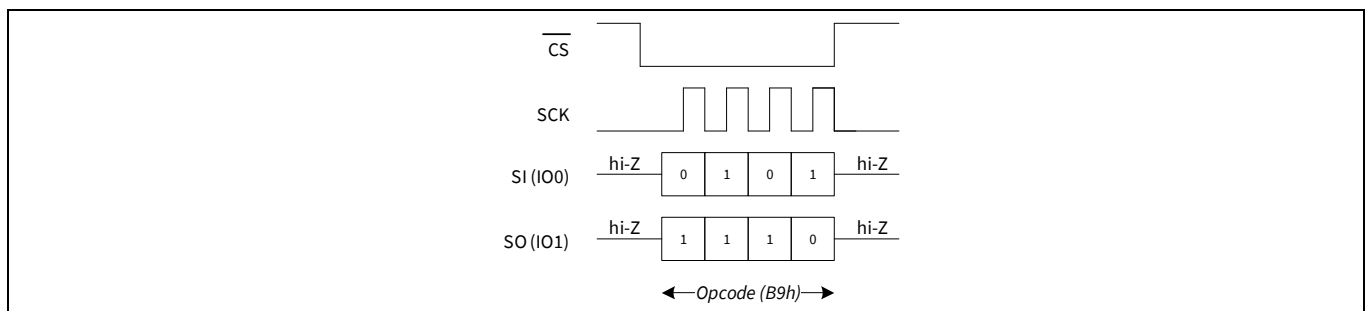 CS
SCK
hi-Z 0 1 0 1 hi-Z
SI (IO0)
hi-Z 1 1 1 0 hi-Z
SO (IO1)
Opcode (B9h)